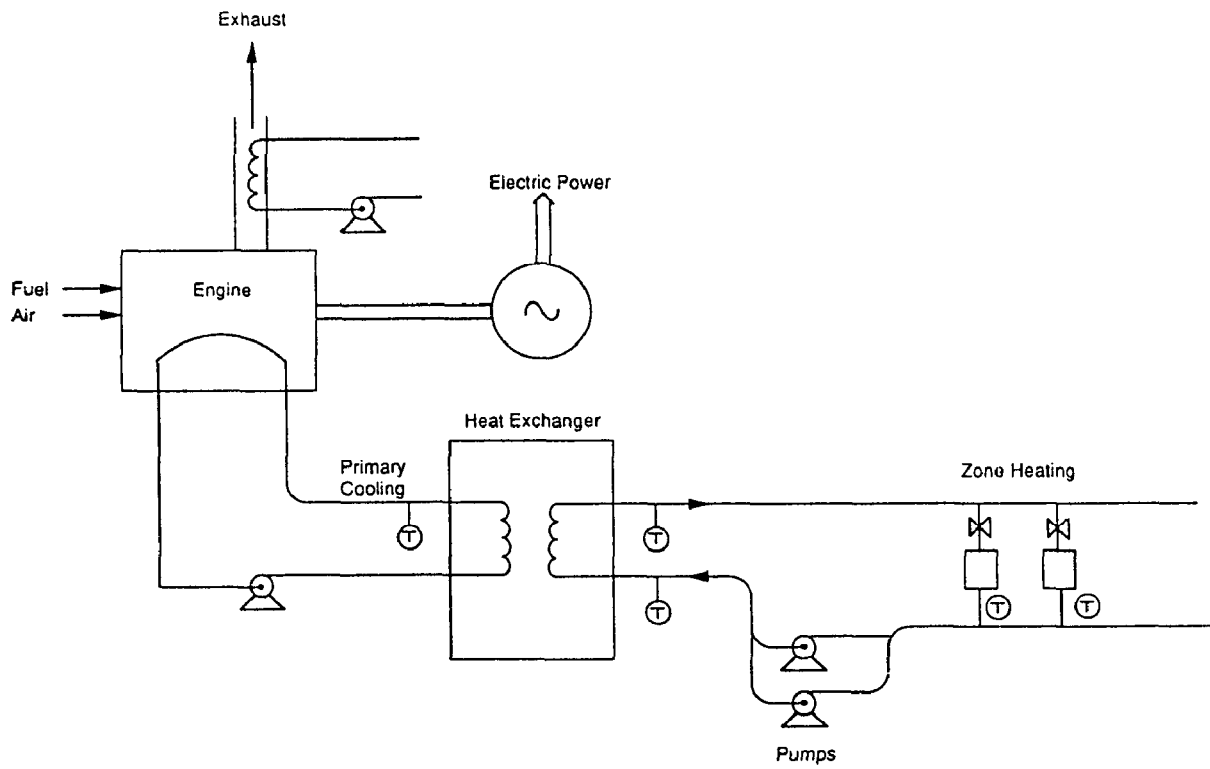 Exhaust
Electric Power
Fuel
Air
Engine
Heat Exchanger
Primary
Cooling
Zone Heating
T
T
T
T
T
Pumps